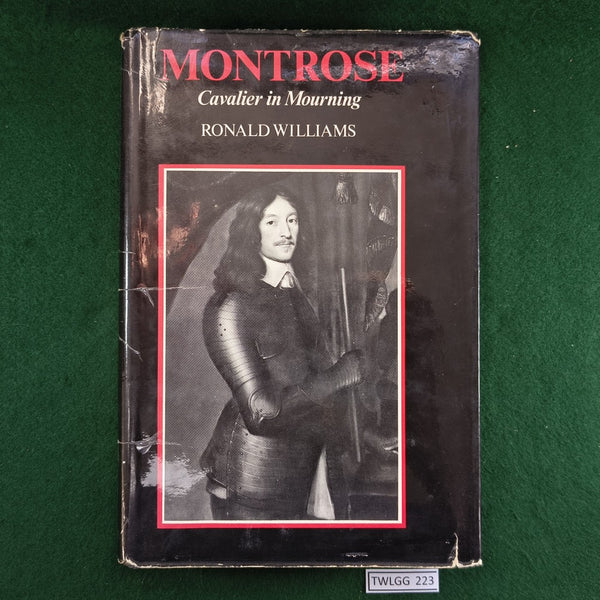 MONTROSE
Cavalier in Mourning
RONALD WILLIAMS
TWLGG 223